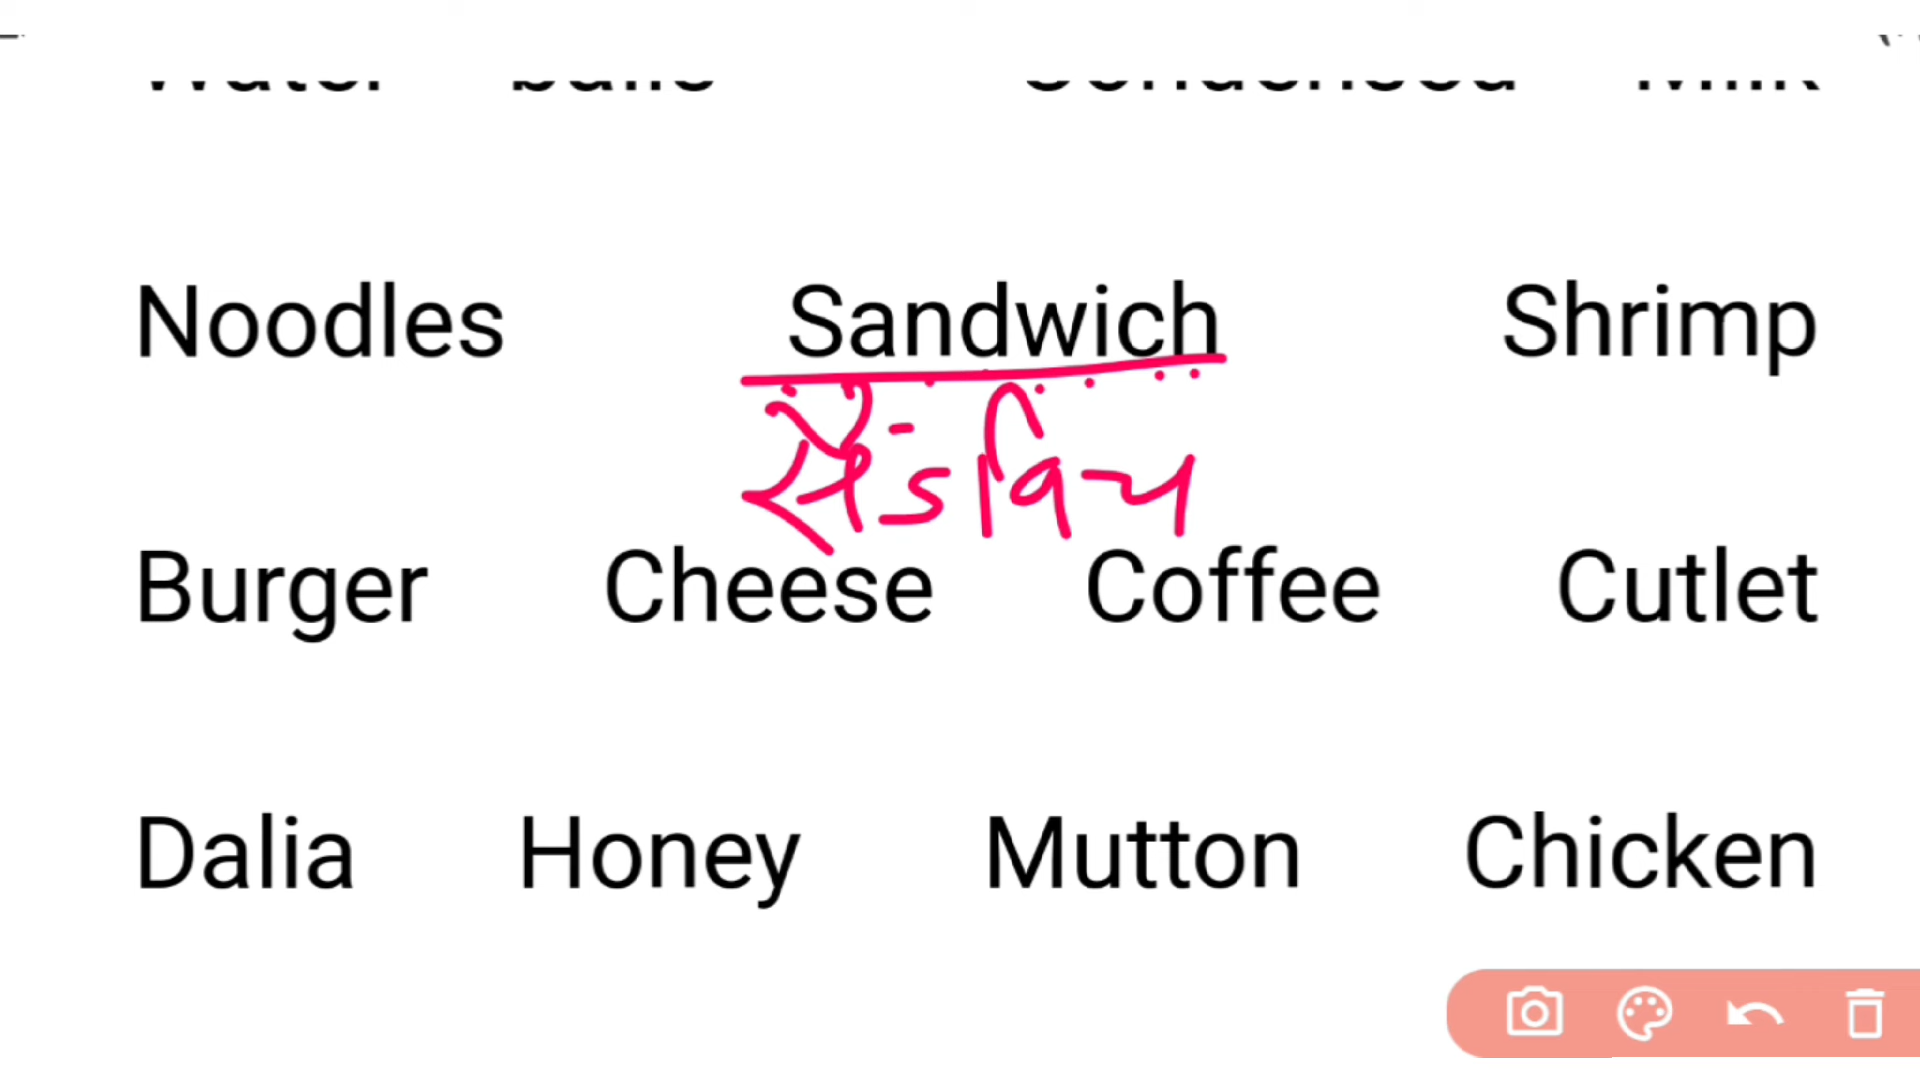 Noodles Sandwich Shrimp
सैंडविच
Burger Cheese Coffee Cutlet
Dalia Honey Mutton Chicken